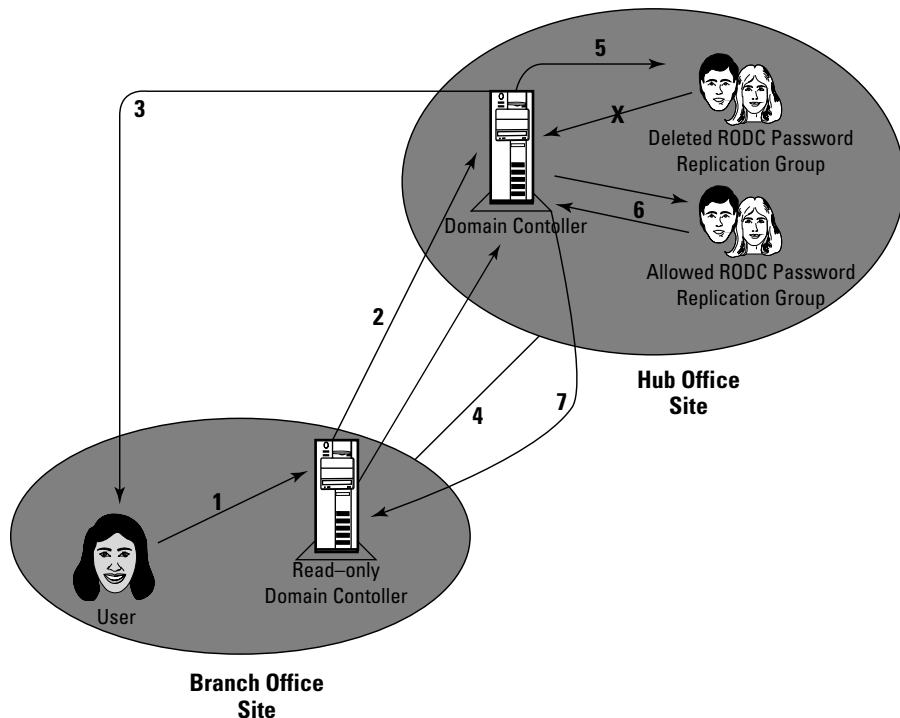 5
3
X
Deleted RODC Password
Replication Group
6
Domain Contoller
Allowed RODC Password
Replication Group
2
Hub Office
Site
4
7
1
Read–only
Domain Contoller
User
Branch Office
Site